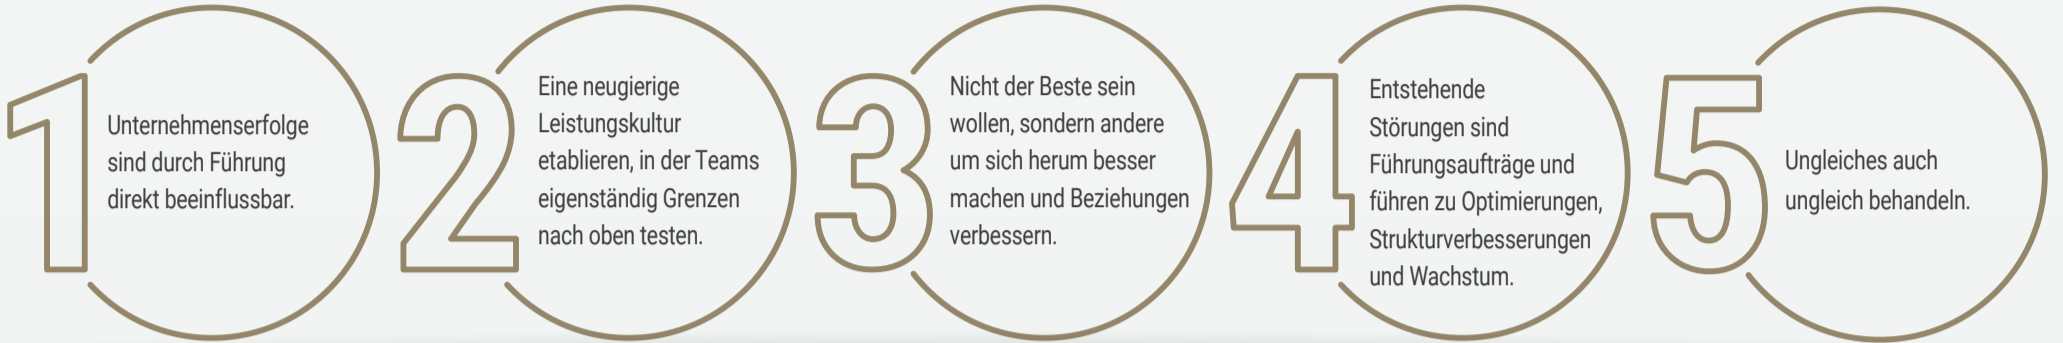 1
Unternehmenserfolge
sind durch Führung
direkt beeinflussbar.
2
Eine neugierige
Leistungskultur
etablieren, in der Teams
eigenständig Grenzen
nach oben testen.
3
Nicht der Beste sein
wollen, sondern andere
um sich herum besser
machen und Beziehungen
verbessern.
4
Entstehende
Störungen sind
Führungsaufträge und
führen zu Optimierungen,
Strukturverbesserungen
und Wachstum.
5
Ungleiches auch
ungleich behandeln.